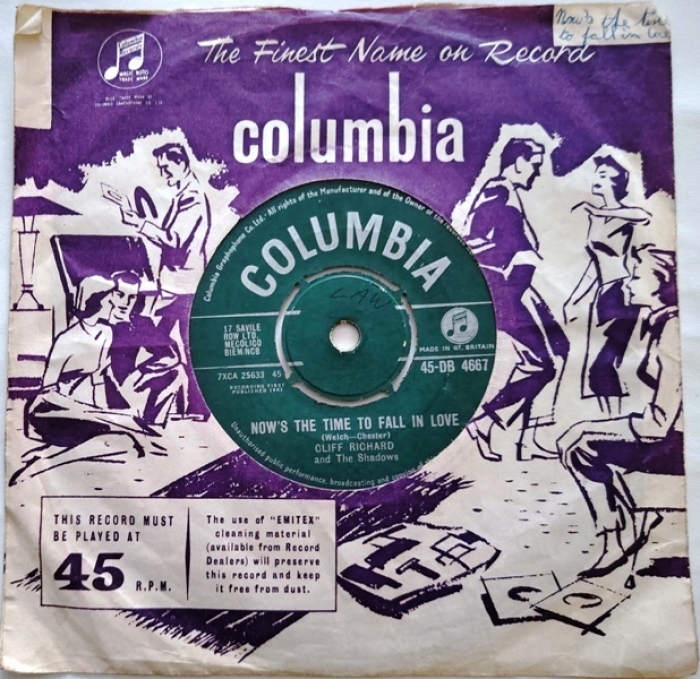 Now's the time
to fall in love
The Finest Name on Record
MAGIC NOTES
TRADE MARK
columbia
Columbia Graphophone Co. Ltd. · All rights of the Manufacturer and of the Owner of the
COLUMBIA
LAW
17 SAVILE
ROW LTD.
MECOLICO
BIEM/NCB
MADE IN GT. BRITAIN
7XCA 25633 45
45-DB 4667
RECORDING FIRST
PUBLISHED 1961
NOW'S THE TIME TO FALL IN LOVE
(Welch—Chester)
CLIFF RICHARD
and The Shadows
Unauthorised public performance, broadcasting and copying of
THIS RECORD MUST
BE PLAYED AT
45 R.P.M.
The use of "EMITEX"
cleaning material
(available from Record
Dealers) will preserve
this record and keep
it free from dust.